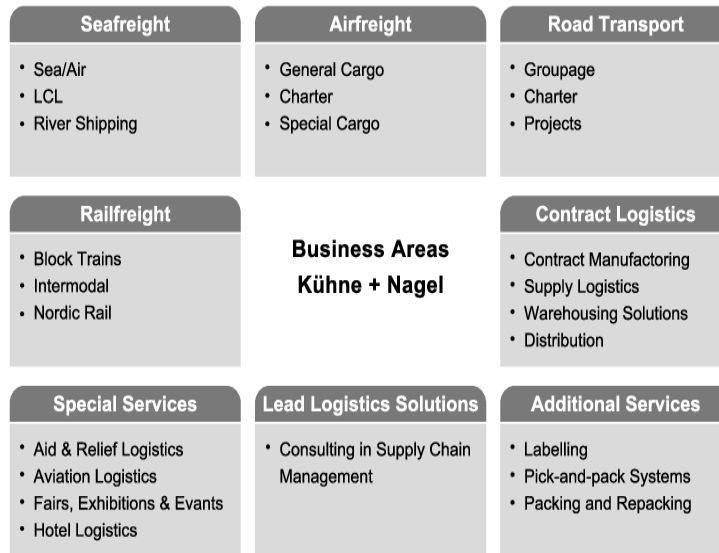 Seafreight
• Sea/Air
• LCL
• River Shipping
Airfreight
• General Cargo
• Charter
• Special Cargo
Road Transport
• Groupage
• Charter
• Projects
Railfreight
• Block Trains
• Intermodal
• Nordic Rail
Business Areas
Kühne + Nagel
Contract Logistics
• Contract Manufactoring
• Supply Logistics
• Warehousing Solutions
• Distribution
Special Services
• Aid & Relief Logistics
• Aviation Logistics
• Fairs, Exhibitions & Evants
• Hotel Logistics
Lead Logistics Solutions
• Consulting in Supply Chain
Management
Additional Services
• Labelling
• Pick-and-pack Systems
• Packing and Repacking